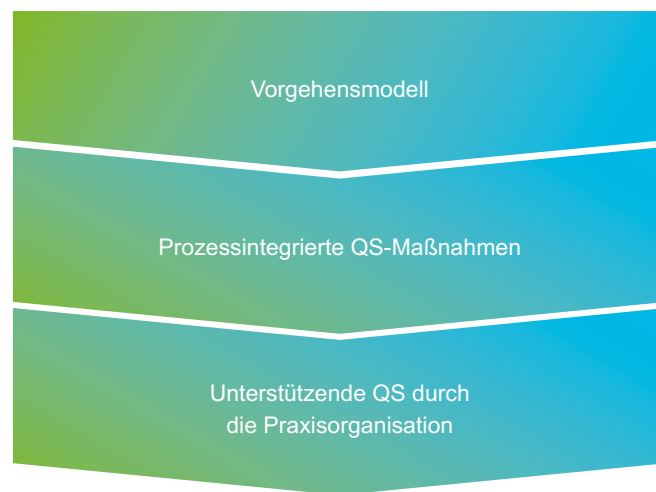 Vorgehensmodell
Prozessintegrierte QS-Maßnahmen
Unterstützende QS durch
die Praxisorganisation